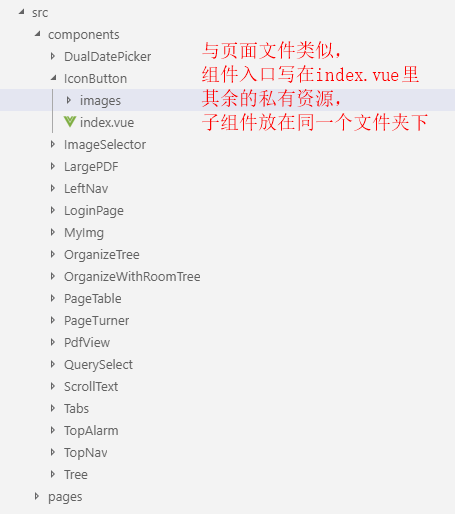 src
components
DualDatePicker
与页面文件类似，
IconButton
组件入口写在index.vue里
images
其余的私有资源，
index.vue
子组件放在同一个文件夹下
ImageSelector
LargePDF
LeftNav
LoginPage
MyImg
OrganizeTree
OrganizeWithRoomTree
PageTable
PageTurner
PdfView
QuerySelect
ScrollText
Tabs
TopAlarm
TopNav
Tree
pages